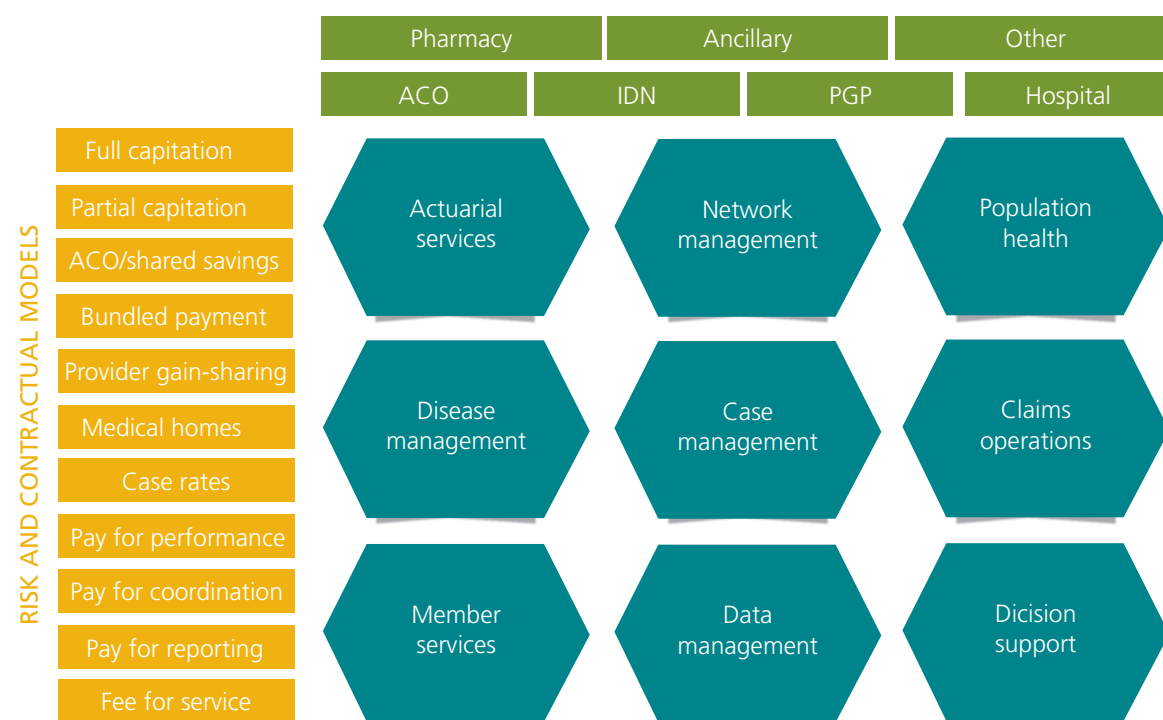 Pharmacy
Ancillary
Other
ACO
IDN
PGP
Hospital
RISK AND CONTRACTUAL MODELS
Full capitation
Partial capitation
ACO/shared savings
Bundled payment
Provider gain-sharing
Medical homes
Case rates
Pay for performance
Pay for coordination
Pay for reporting
Fee for service
Actuarial
services
Network
management
Population
health
Disease
management
Case
management
Claims
operations
Member
services
Data
management
Dicision
support